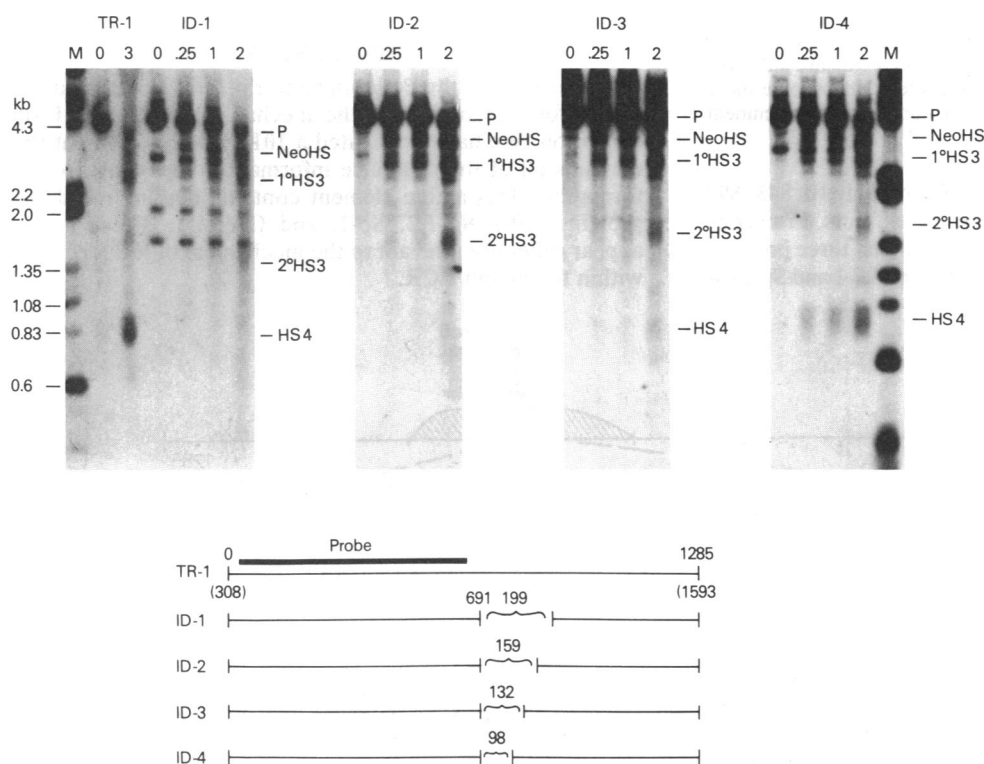 TR-1 ID-1 ID-2 ID-3 ID-4
M 0 3 0 .25 1 2 0 .25 1 2 0 .25 1 2 0 .25 1 2 M
kb
4.3
2.2
2.0
1.35
1.08
0.83
0.6
P
NeoHS
1°HS3
2°HS3
HS4
P
NeoHS
1°HS3
2°HS3
P
NeoHS
1°HS3
2°HS3
HS4
P
NeoHS
1°HS3
2°HS3
HS4
0 Probe 1285
TR-1
(308) (1593
691 199
ID-1
159
ID-2
132
ID-3
98
ID-4